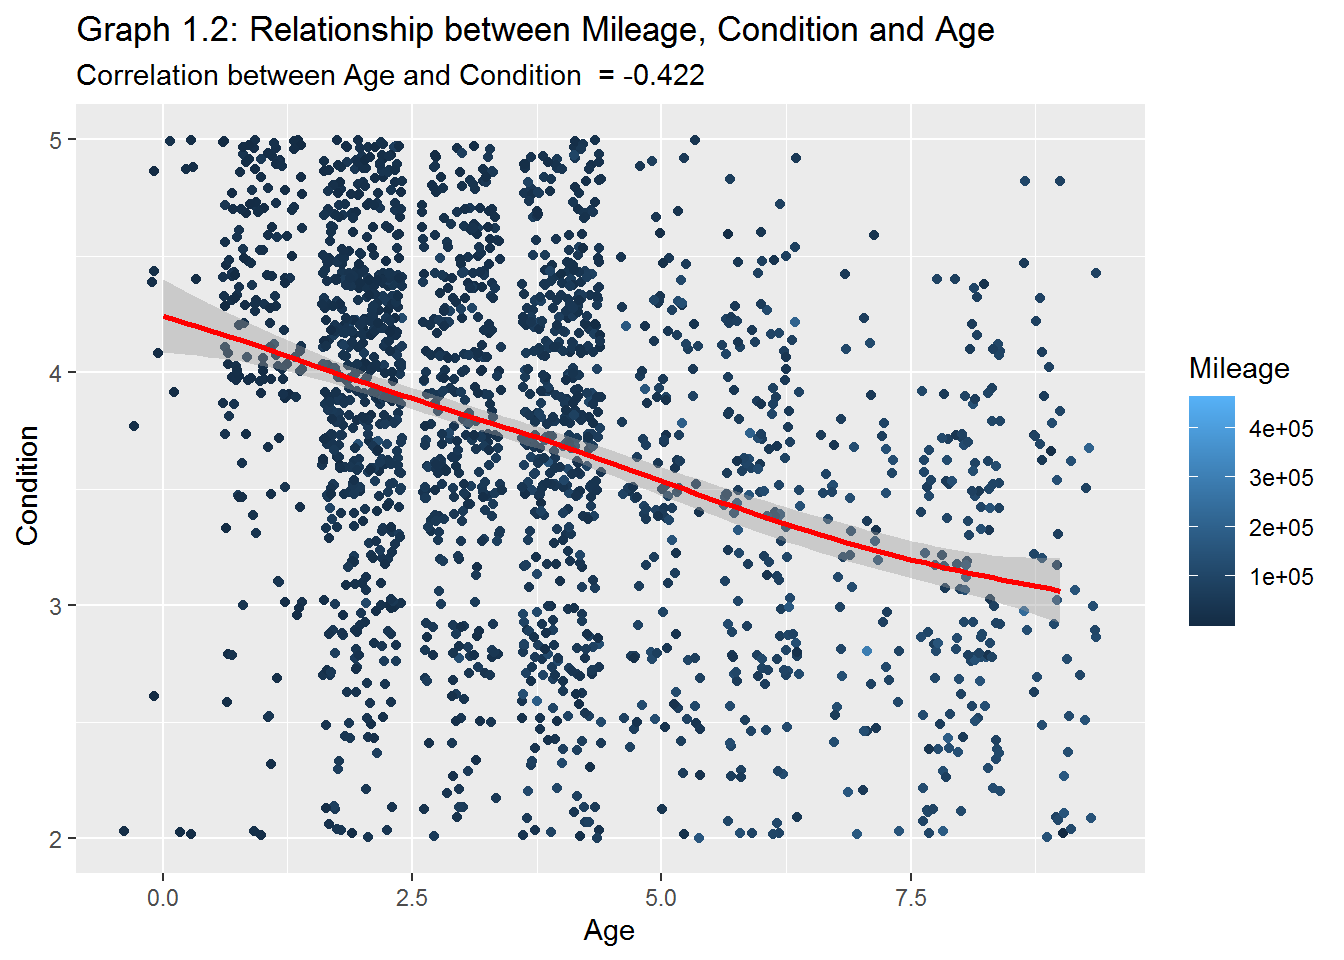 Graph 1.2: Relationship between Mileage, Condition and Age
Correlation between Age and Condition  = -0.422
5
4
3
2
Condition
0.0
2.5
5.0
7.5
Age
Mileage
4e+05
3e+05
2e+05
1e+05